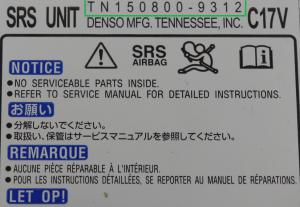 SRS UNIT TN150800-9312 C17V
DENSO MFG. TENNESSEE, INC.
SRS
AIRBAG
NOTICE
●NO SERVICEABLE PARTS INSIDE.
●REFER TO SERVICE MANUAL FOR DETAILED INSTRUCTIONS.
お願い
●分解しないでください。
●取扱い、保管はサービスマニュアルを参照してください。
REMARQUE
●AUCUNE PIÈCE RÉPARABLE À L'INTÉRIEUR.
●POUR LES INSTRUCTIONS DÉTAILLÉES, SE REPORTER AU MANUEL DE RÉPARATIONS.
LET OP!